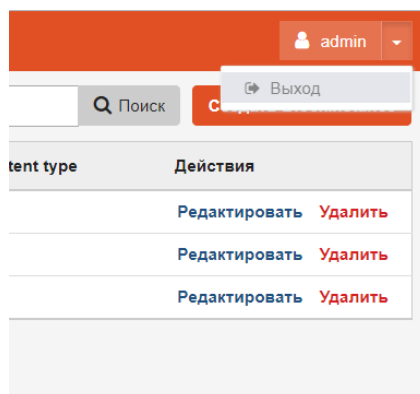 admin
Выход
Поиск
tent type
Действия
Редактировать Удалить
Редактировать Удалить
Редактировать Удалить